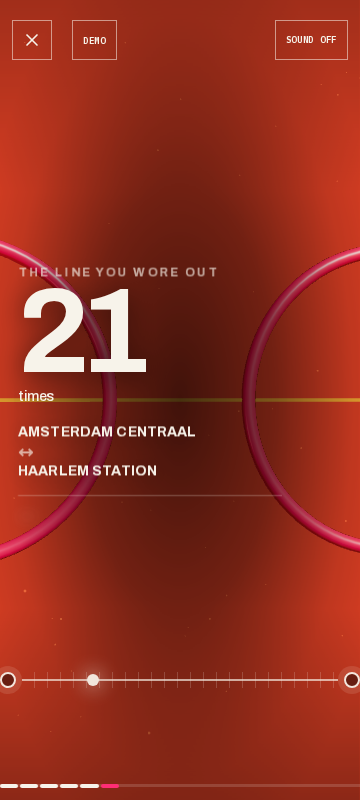 DEMO
SOUND OFF
THE LINE YOU WORE OUT
21
times
AMSTERDAM CENTRAAL
↔
HAARLEM STATION